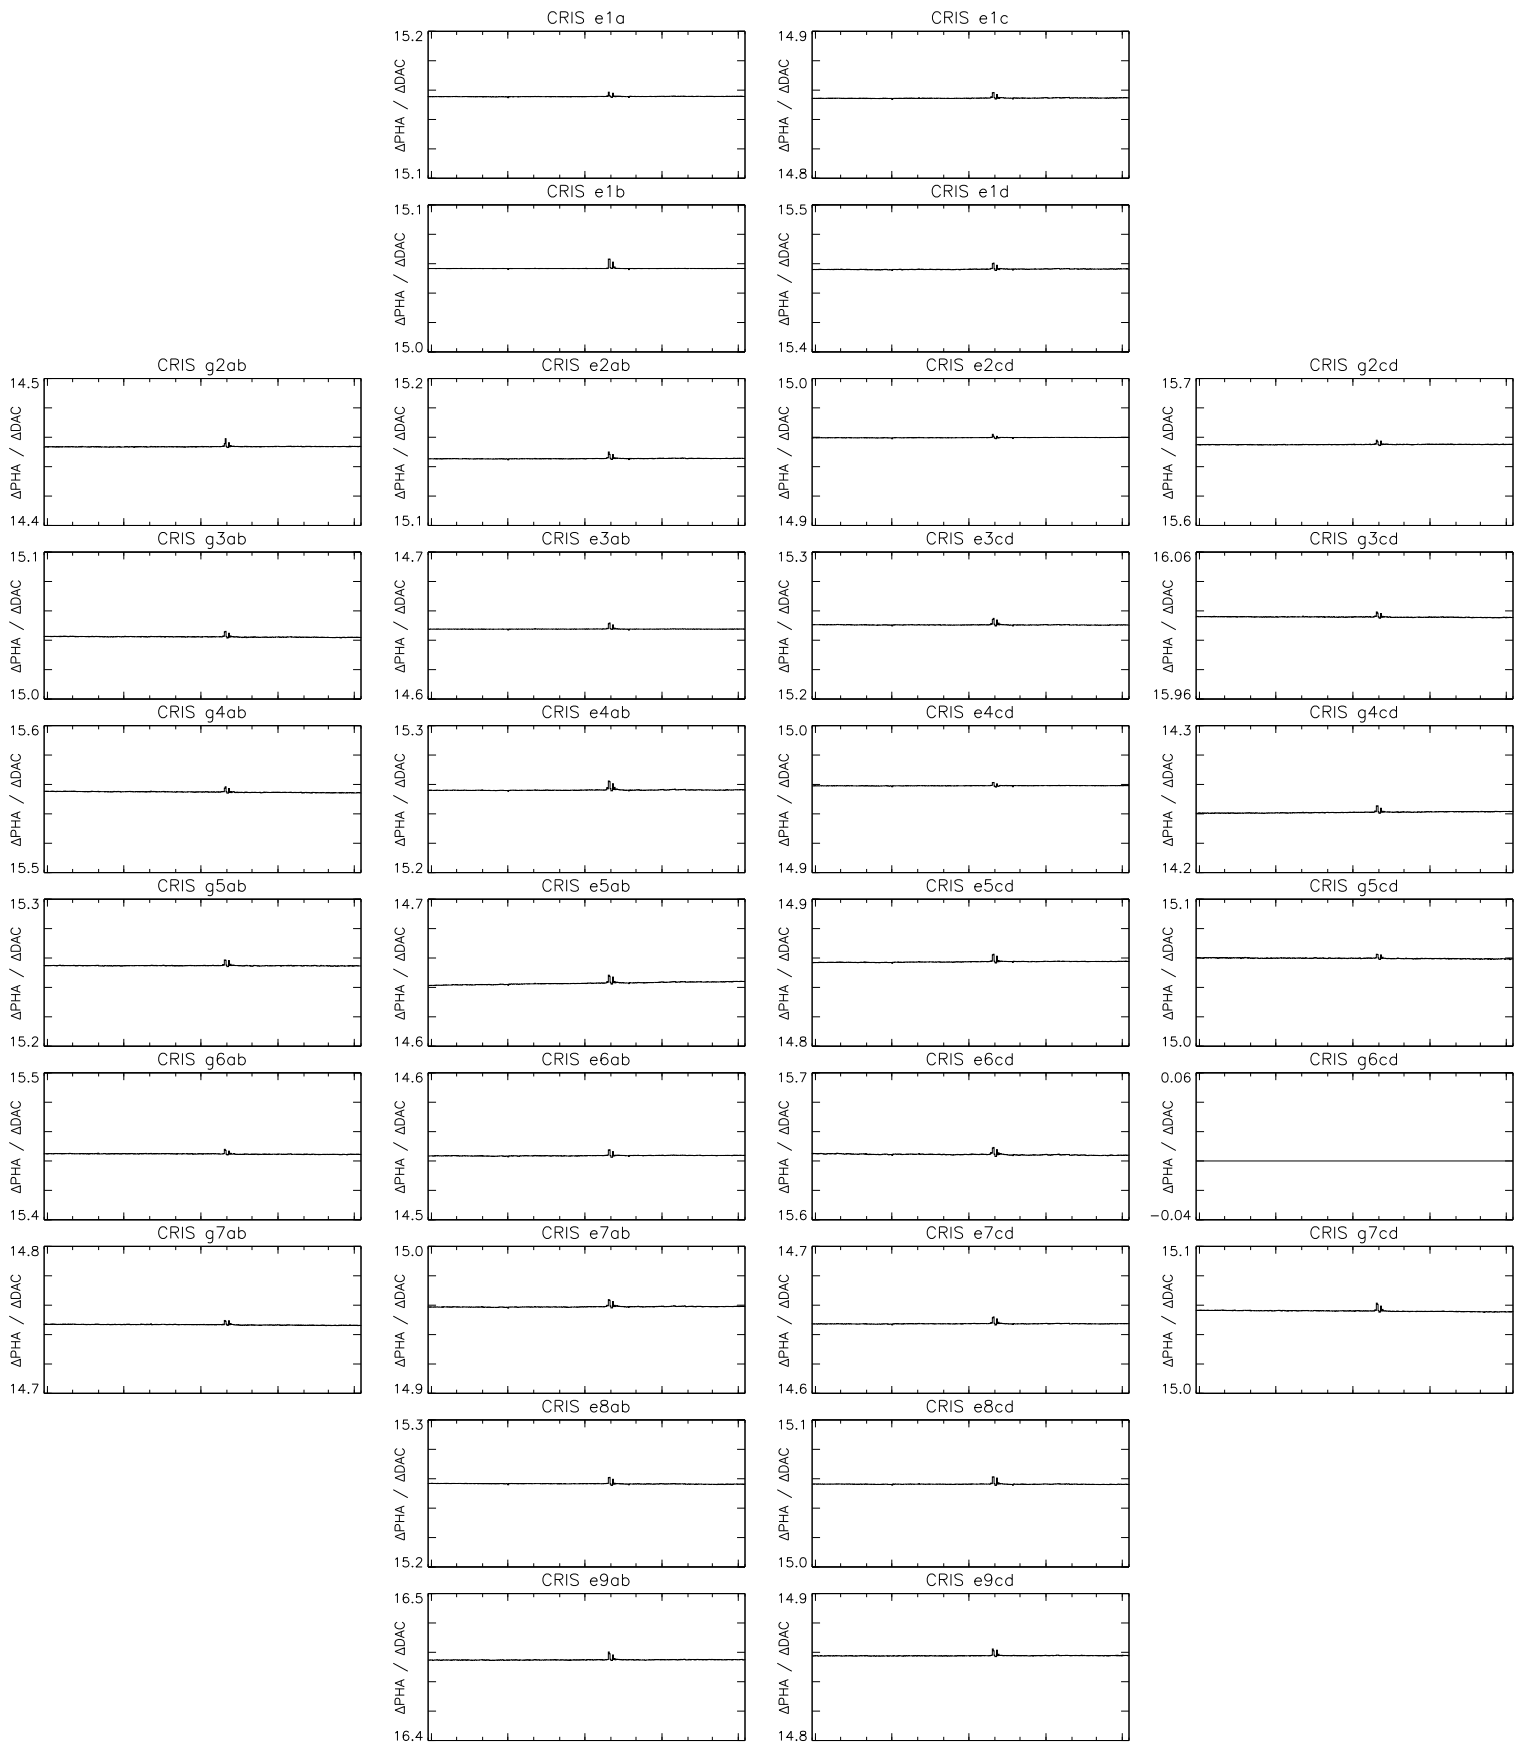 CRIS e1a
CRIS e1c
15.2
ΔPHA / ΔDAC
15.1
14.9
ΔPHA / ΔDAC
14.8
CRIS e1b
CRIS e1d
15.1
ΔPHA / ΔDAC
15.0
15.5
ΔPHA / ΔDAC
15.4
CRIS g2ab
CRIS e2ab
CRIS e2cd
CRIS g2cd
14.5
ΔPHA / ΔDAC
14.4
15.2
ΔPHA / ΔDAC
15.1
15.0
ΔPHA / ΔDAC
14.9
15.7
ΔPHA / ΔDAC
15.6
CRIS g3ab
CRIS e3ab
CRIS e3cd
CRIS g3cd
15.1
ΔPHA / ΔDAC
15.0
14.7
ΔPHA / ΔDAC
14.6
15.3
ΔPHA / ΔDAC
15.2
16.06
ΔPHA / ΔDAC
15.96
CRIS g4ab
CRIS e4ab
CRIS e4cd
CRIS g4cd
15.6
ΔPHA / ΔDAC
15.5
15.3
ΔPHA / ΔDAC
15.2
15.0
ΔPHA / ΔDAC
14.9
14.3
ΔPHA / ΔDAC
14.2
CRIS g5ab
CRIS e5ab
CRIS e5cd
CRIS g5cd
15.3
ΔPHA / ΔDAC
15.2
14.7
ΔPHA / ΔDAC
14.6
14.9
ΔPHA / ΔDAC
14.8
15.1
ΔPHA / ΔDAC
15.0
CRIS g6ab
CRIS e6ab
CRIS e6cd
CRIS g6cd
15.5
ΔPHA / ΔDAC
15.4
14.6
ΔPHA / ΔDAC
14.5
15.7
ΔPHA / ΔDAC
15.6
0.06
ΔPHA / ΔDAC
−0.04
CRIS g7ab
CRIS e7ab
CRIS e7cd
CRIS g7cd
14.8
ΔPHA / ΔDAC
14.7
15.0
ΔPHA / ΔDAC
14.9
14.7
ΔPHA / ΔDAC
14.6
15.1
ΔPHA / ΔDAC
15.0
CRIS e8ab
CRIS e8cd
15.3
ΔPHA / ΔDAC
15.2
15.1
ΔPHA / ΔDAC
15.0
CRIS e9ab
CRIS e9cd
16.5
ΔPHA / ΔDAC
16.4
14.9
ΔPHA / ΔDAC
14.8